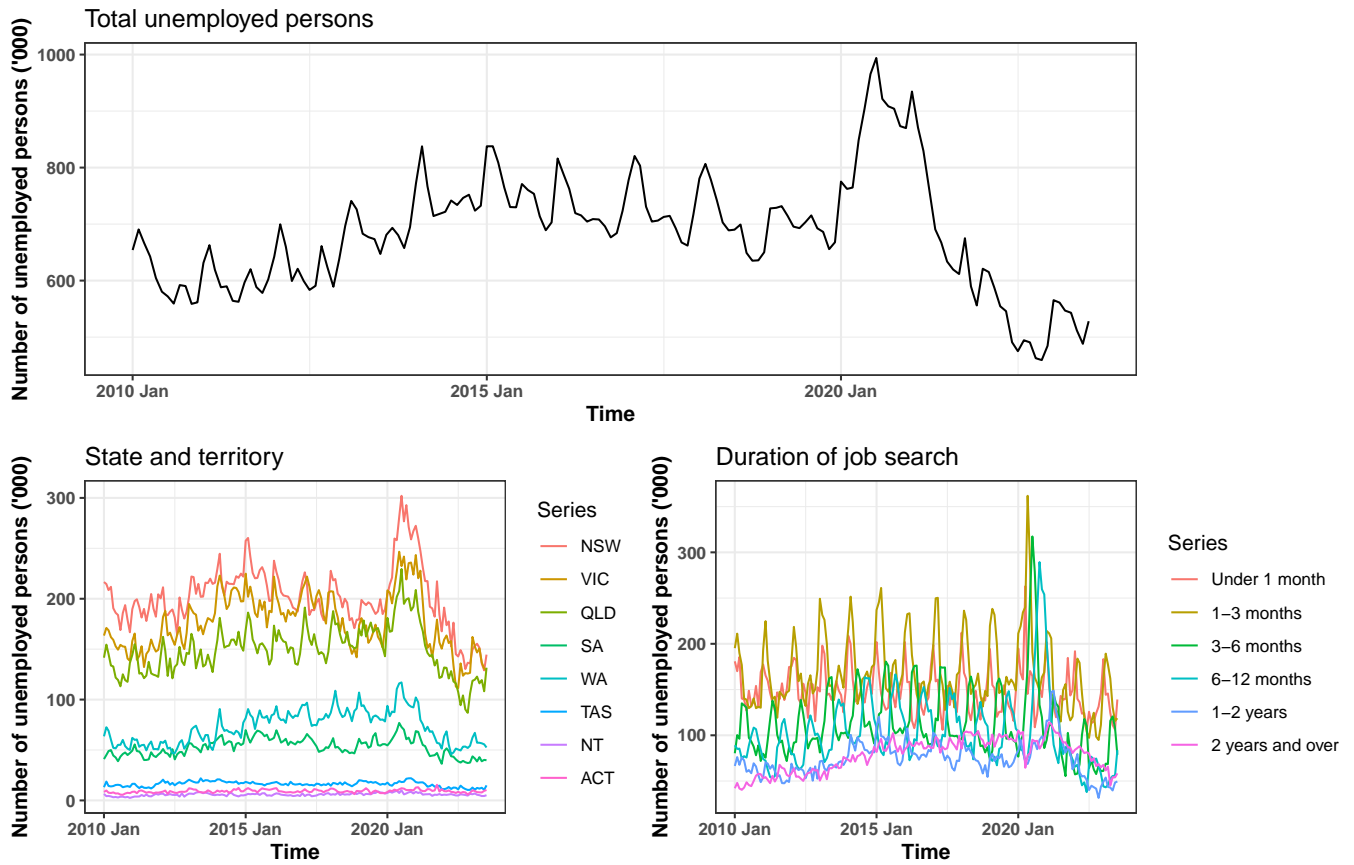 Total unemployed persons
Number of unemployed persons ('000)
1000
800
600
2010 Jan
2015 Jan
2020 Jan
Time
State and territory
Number of unemployed persons ('000)
300
200
100
0
2010 Jan
2015 Jan
2020 Jan
Time
Series
NSW
VIC
QLD
SA
WA
TAS
NT
ACT
Duration of job search
Number of unemployed persons ('000)
300
200
100
2010 Jan
2015 Jan
2020 Jan
Time
Series
Under 1 month
1−3 months
3−6 months
6−12 months
1−2 years
2 years and over